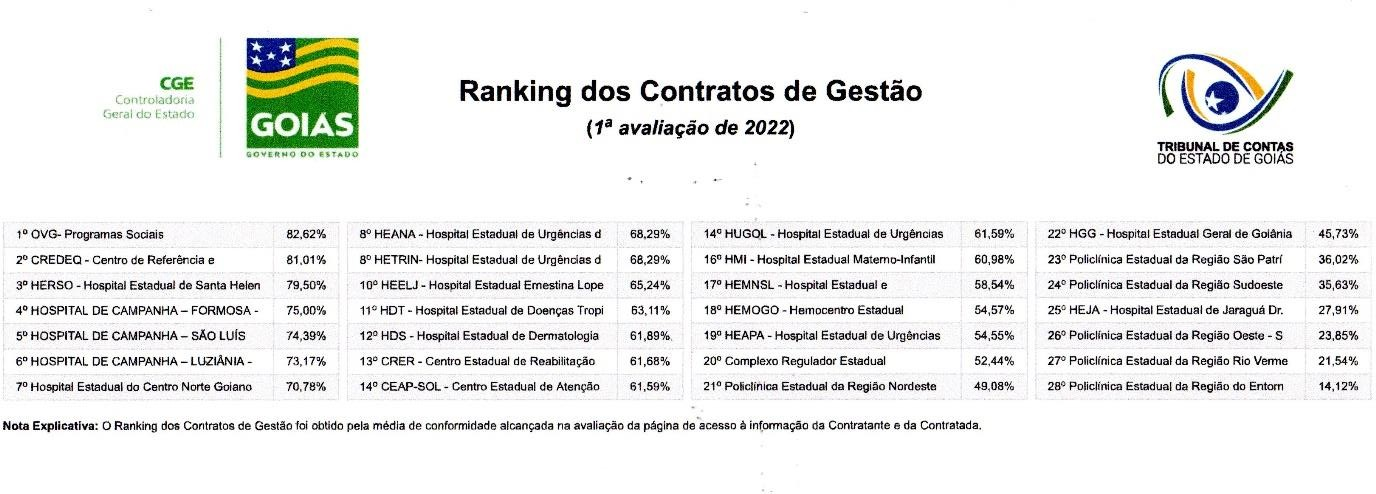 CGE
Controladoria
Geral do Estado
GOIÁS
GOVERNO DO ESTADO
Ranking dos Contratos de Gestão
(1ª avaliação de 2022)
TRIBUNAL DE CONTAS
DO ESTADO DE GOIÁS
1º OVG- Programas Sociais 82,62%
2º CREDEQ - Centro de Referência e 81,01%
3º HERSO - Hospital Estadual de Santa Helen 79,50%
4º HOSPITAL DE CAMPANHA – FORMOSA - 75,00%
5º HOSPITAL DE CAMPANHA – SÃO LUÍS 74,39%
6º HOSPITAL DE CAMPANHA – LUZIÂNIA - 73,17%
7º Hospital Estadual do Centro Norte Goiano 70,78%
8º HEANA - Hospital Estadual de Urgências d 68,29%
8º HETRIN- Hospital Estadual de Urgências d 68,29%
10º HEELJ - Hospital Estadual Ernestina Lope 65,24%
11º HDT - Hospital Estadual de Doenças Tropi 63,11%
12º HDS - Hospital Estadual de Dermatologia 61,89%
13º CRER - Centro Estadual de Reabilitação 61,68%
14º CEAP-SOL - Centro Estadual de Atenção 61,59%
14º HUGOL - Hospital Estadual de Urgências 61,59%
16º HMI - Hospital Estadual Materno-Infantil 60,98%
17º HEMNSL - Hospital Estadual e 58,54%
18º HEMOGO - Hemocentro Estadual 54,57%
19º HEAPA - Hospital Estadual de Urgências 54,55%
20º Complexo Regulador Estadual 52,44%
21º Policlínica Estadual da Região Nordeste 49,08%
22º HGG - Hospital Estadual Geral de Goiânia 45,73%
23º Policlínica Estadual da Região São Patrí 36,02%
24º Policlínica Estadual da Região Sudoeste 35,63%
25º HEJA - Hospital Estadual de Jaraguá Dr. 27,91%
26º Policlínica Estadual da Região Oeste - S 23,85%
27º Policlínica Estadual da Região Rio Verme 21,54%
28º Policlínica Estadual da Região do Entorn 14,12%
Nota Explicativa: O Ranking dos Contratos de Gestão foi obtido pela média de conformidade alcançada na avaliação da página de acesso à informação da Contratante e da Contratada.